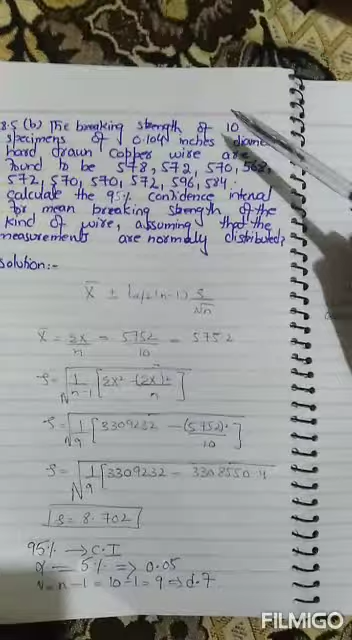 8.5 (b) The breaking strength of 10
specimens of 0.104 inches diame
hard drawn copper wire are
found to be 578, 572, 570, 568,
572, 570, 570, 572, 596, 584.
Calculate the 95% confidence interval
for mean breaking strength of the
kind of wire, assuming that the
measurements are normaly distributed?
Solution:-
X̄ ± tα/2(n-1) S/√n
X̄ = ΣX/n = 5752/10 = 5752
S = √1/n-1 [ΣX² - (ΣX)²/n]
S = √1/9 [3309232 - (5752)²/10]
S = √1/9 [3309232 - 3308550.4
S = 8.702
95% → C.I
α = 5% ⇒ 0.05
V = n-1 = 10-1 = 9 ⇒ d.f
FILMIGO